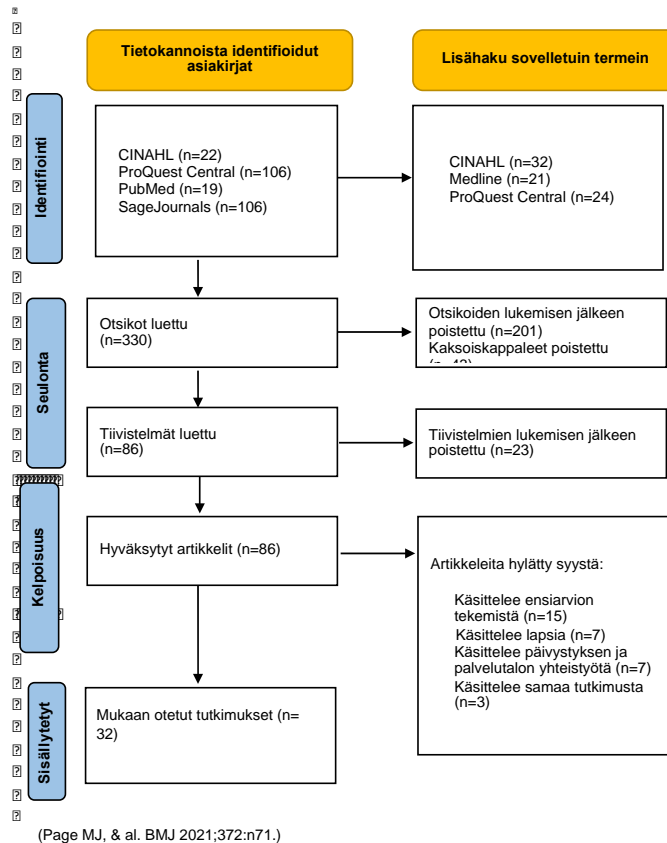 Tietokannoista identifioidut
asiakirjat
Lisähaku sovelletuin termein
Identifiointi
CINAHL (n=22)
ProQuest Central (n=106)
PubMed (n=19)
SageJournals (n=106)
CINAHL (n=32)
Medline (n=21)
ProQuest Central (n=24)
Seulonta
Otsikot luettu
(n=330)
Otsikoiden lukemisen jälkeen
poistettu (n=201)
Kaksoiskappaleet poistettu
Tiivistelmät luettu
(n=86)
Tiivistelmien lukemisen jälkeen
poistettu (n=23)
Kelpoisuus
Hyväksytyt artikkelit (n=86)
Artikkeleita hylätty syystä:
Käsittelee ensiarvion
tekemistä (n=15)
Käsittelee lapsia (n=7)
Käsittelee päivystyksen ja
palvelutalon yhteistyötä (n=7)
Käsittelee samaa tutkimusta
(n=3)
Sisällytetyt
Mukaan otetut tutkimukset (n=
32)
(Page MJ, & al. BMJ 2021;372:n71.)